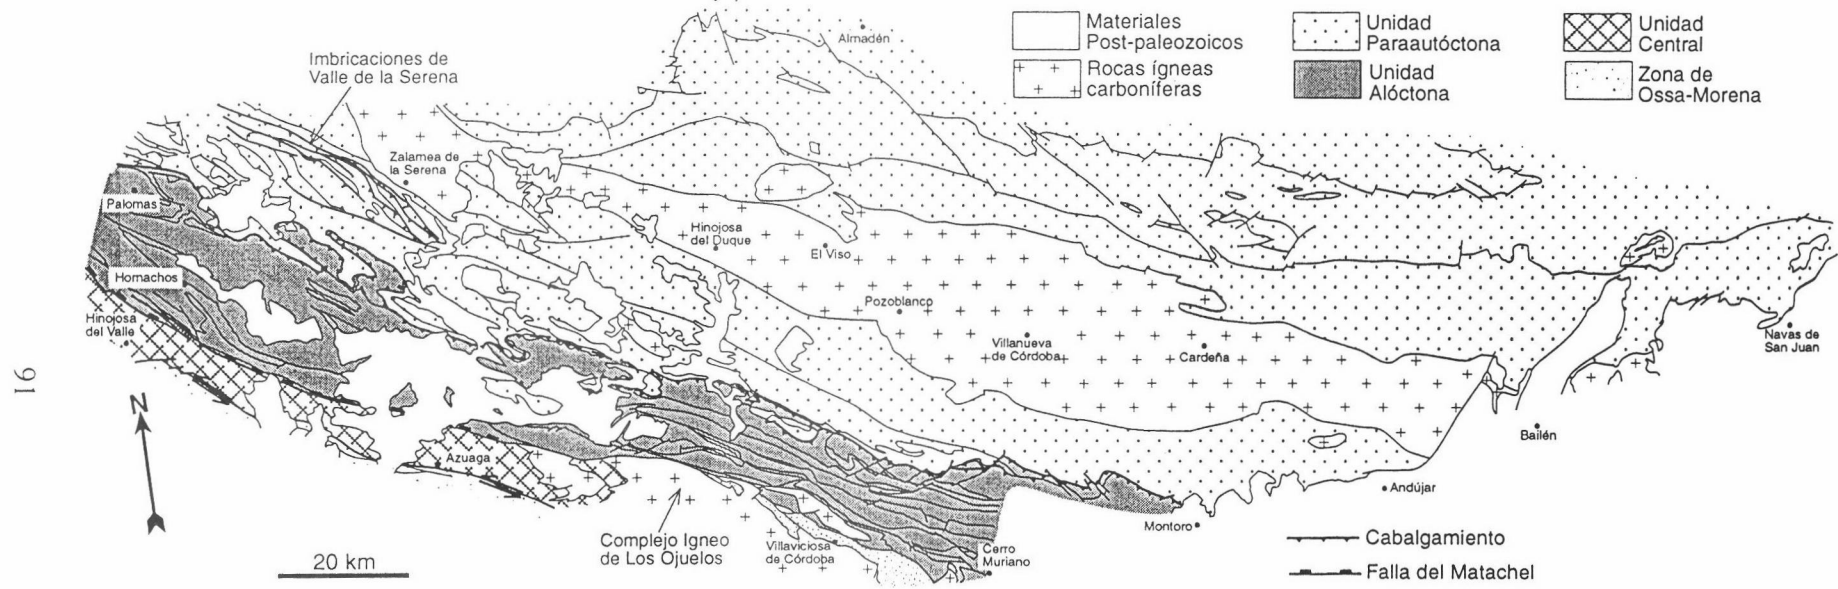 Materiales
Post-paleozoicos
Rocas ígneas
carboníferas
Unidad
Paraautóctona
Unidad
Alóctona
Unidad
Central
Zona de
Ossa-Morena
Almadén
Imbricaciones de
Valle de la Serena
Zalamea de
la Serena
Palomas
Hornachos
Hinojosa
del Valle
Hinojosa
del Duque
El Viso
Pozoblanco
Villanueva
de Córdoba
Cardeña
Navas de
San Juan
91
N
Azuaga
Bailén
Andújar
Montoro
Complejo Igneo
de Los Ojuelos
Villaviciosa
de Córdoba
Cerro
Muriano
20 km
Cabalgamiento
Falla del Matachel